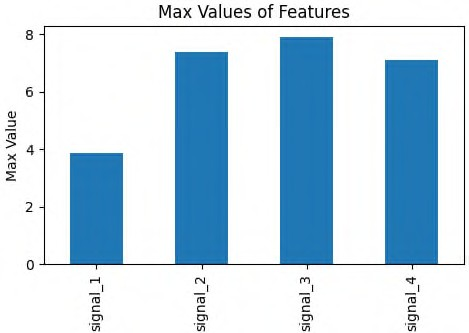 Max Values of Features
Max Value
8
6
4
2
0
signal_1
signal_2
signal_3
signal_4